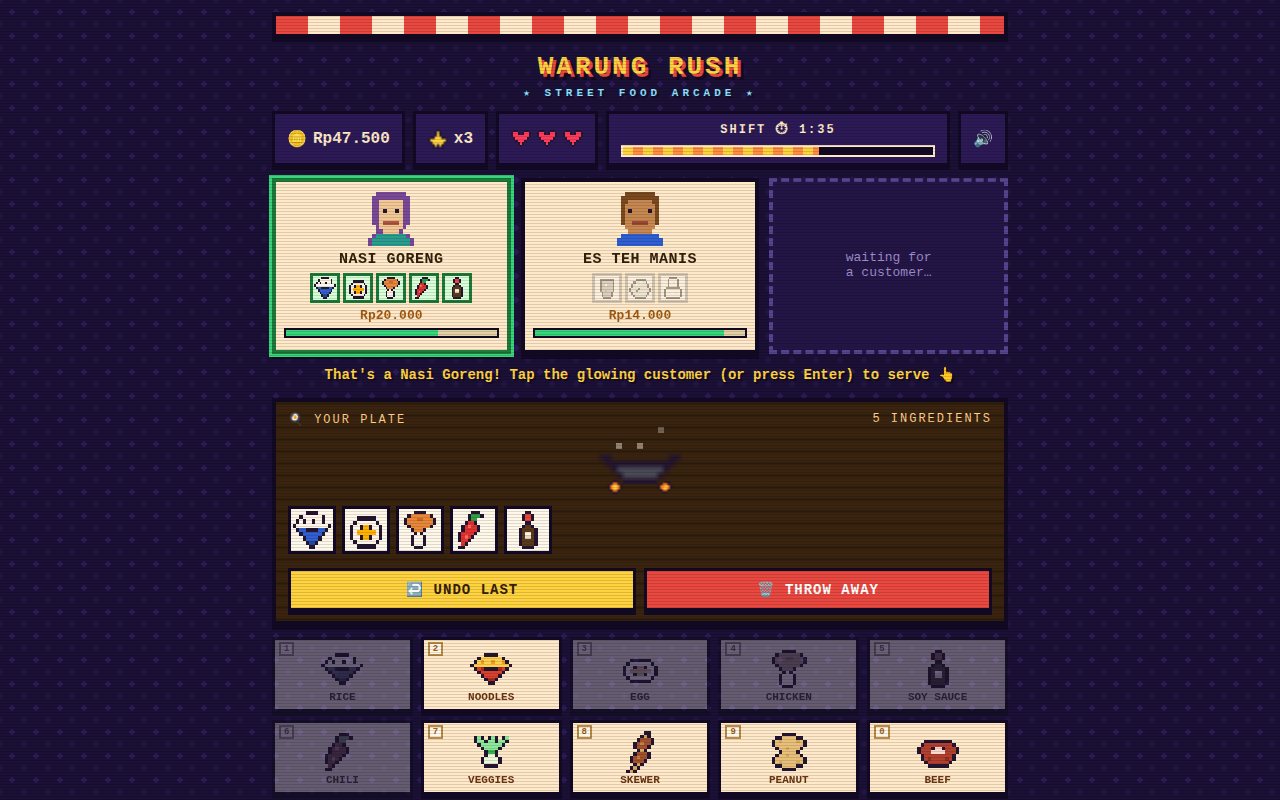 WARUNG RUSH
★ STREET FOOD ARCADE ★
Rp47.500
x3
SHIFT ⏱ 1:35
NASI GORENG
Rp20.000
ES TEH MANIS
Rp14.000
waiting for
a customer…
That's a Nasi Goreng! Tap the glowing customer (or press Enter) to serve 👆
YOUR PLATE
5 INGREDIENTS
UNDO LAST
THROW AWAY
1
RICE
2
NOODLES
3
EGG
4
CHICKEN
5
SOY SAUCE
6
CHILI
7
VEGGIES
8
SKEWER
9
PEANUT
0
BEEF